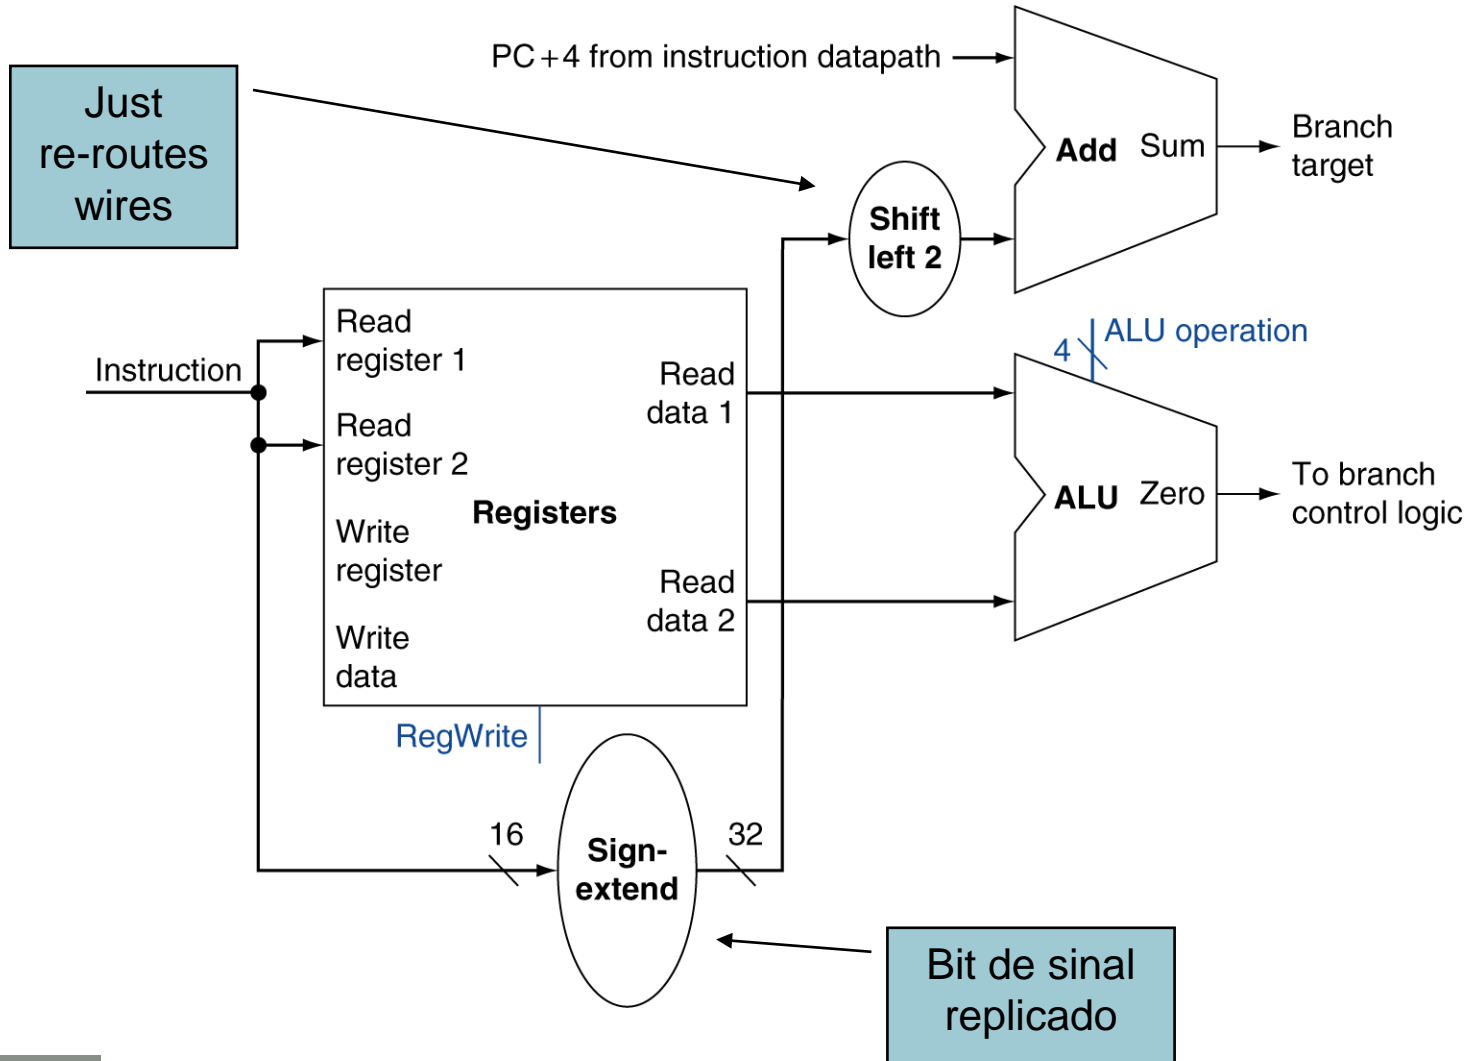 PC+4 from instruction datapath
Just
re-routes
wires
Add
Sum
Branch
target
Shift
left 2
Instruction
Read
register 1
Read
register 2
Write
register
Write
data
Registers
Read
data 1
Read
data 2
RegWrite
4
ALU operation
ALU
Zero
To branch
control logic
16
Sign-
extend
32
Bit de sinal
replicado